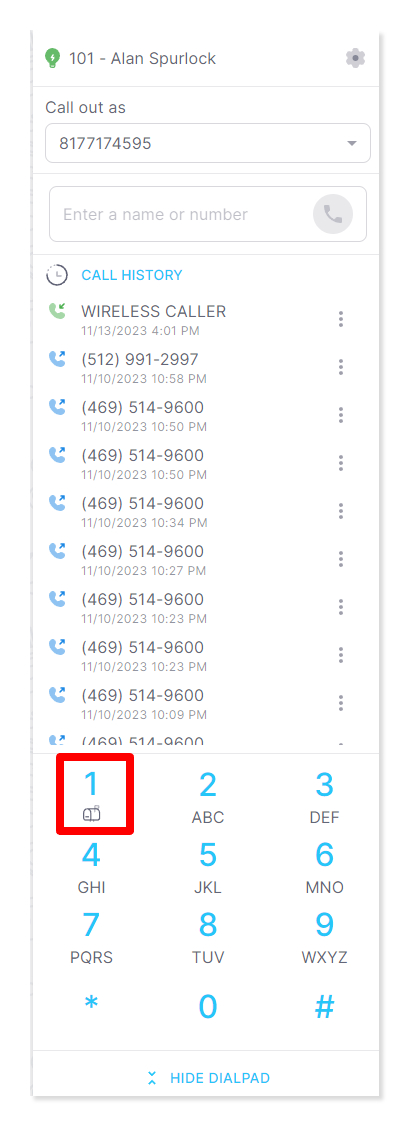 101 - Alan Spurlock
Call out as
8177174595
Enter a name or number
CALL HISTORY
WIRELESS CALLER
11/13/2023 4:01 PM
(512) 991-2997
11/10/2023 10:58 PM
(469) 514-9600
11/10/2023 10:50 PM
(469) 514-9600
11/10/2023 10:50 PM
(469) 514-9600
11/10/2023 10:34 PM
(469) 514-9600
11/10/2023 10:27 PM
(469) 514-9600
11/10/2023 10:23 PM
(469) 514-9600
11/10/2023 10:23 PM
(469) 514-9600
11/10/2023 10:09 PM
(469) 514-9600
1 2 3
ABC DEF
4 5 6
GHI JKL MNO
7 8 9
PQRS TUV WXYZ
* 0 #
HIDE DIALPAD